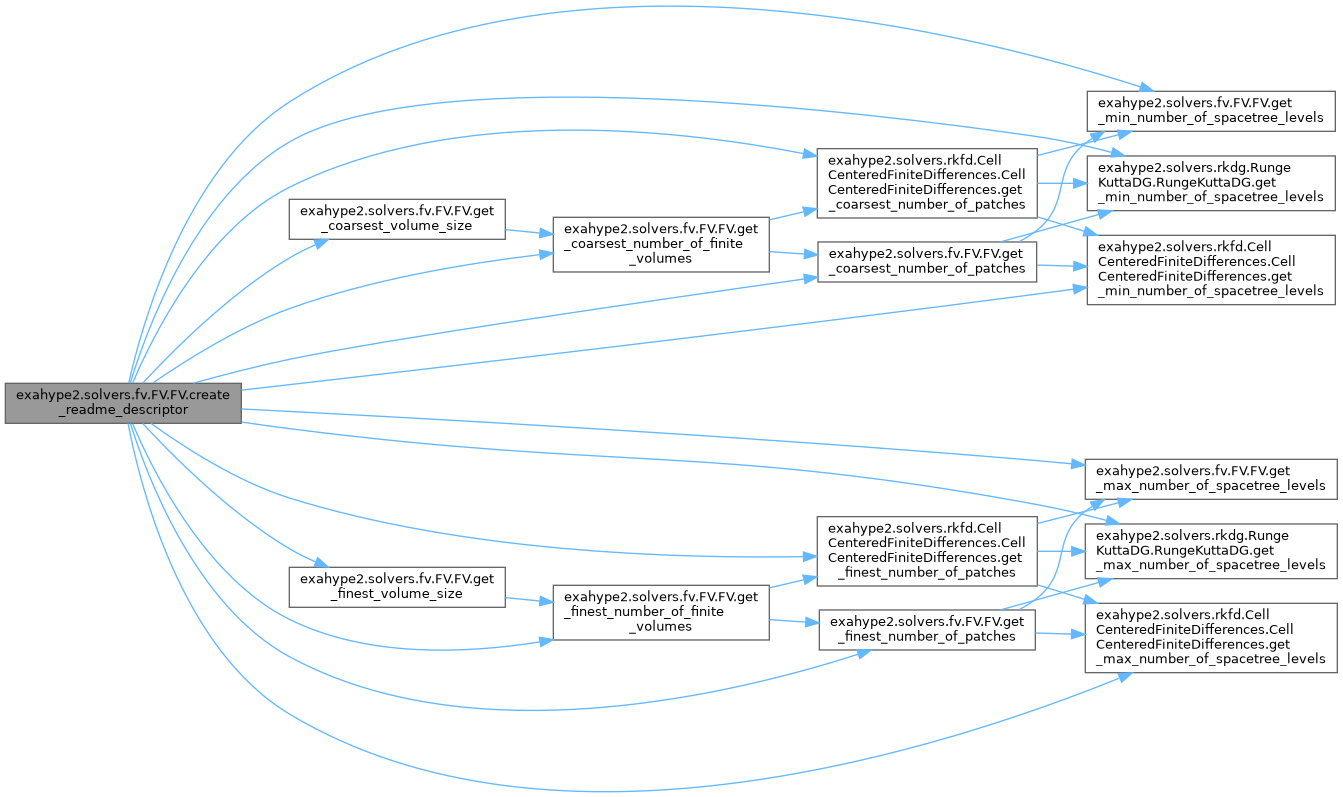 exahype2.solvers.fv.FV.FV.create
_readme_descriptor
exahype2.solvers.fv.FV.FV.get
_coarsest_volume_size
exahype2.solvers.fv.FV.FV.get
_coarsest_number_of_finite
_volumes
exahype2.solvers.rkfd.Cell
CenteredFiniteDifferences.Cell
CenteredFiniteDifferences.get
_coarsest_number_of_patches
exahype2.solvers.fv.FV.FV.get
_coarsest_number_of_patches
exahype2.solvers.fv.FV.FV.get
_min_number_of_spacetree_levels
exahype2.solvers.rkdg.Runge
KuttaDG.RungeKuttaDG.get
_min_number_of_spacetree_levels
exahype2.solvers.rkfd.Cell
CenteredFiniteDifferences.Cell
CenteredFiniteDifferences.get
_min_number_of_spacetree_levels
exahype2.solvers.fv.FV.FV.get
_finest_volume_size
exahype2.solvers.fv.FV.FV.get
_finest_number_of_finite
_volumes
exahype2.solvers.rkfd.Cell
CenteredFiniteDifferences.Cell
CenteredFiniteDifferences.get
_finest_number_of_patches
exahype2.solvers.fv.FV.FV.get
_finest_number_of_patches
exahype2.solvers.fv.FV.FV.get
_max_number_of_spacetree_levels
exahype2.solvers.rkdg.Runge
KuttaDG.RungeKuttaDG.get
_max_number_of_spacetree_levels
exahype2.solvers.rkfd.Cell
CenteredFiniteDifferences.Cell
CenteredFiniteDifferences.get
_max_number_of_spacetree_levels